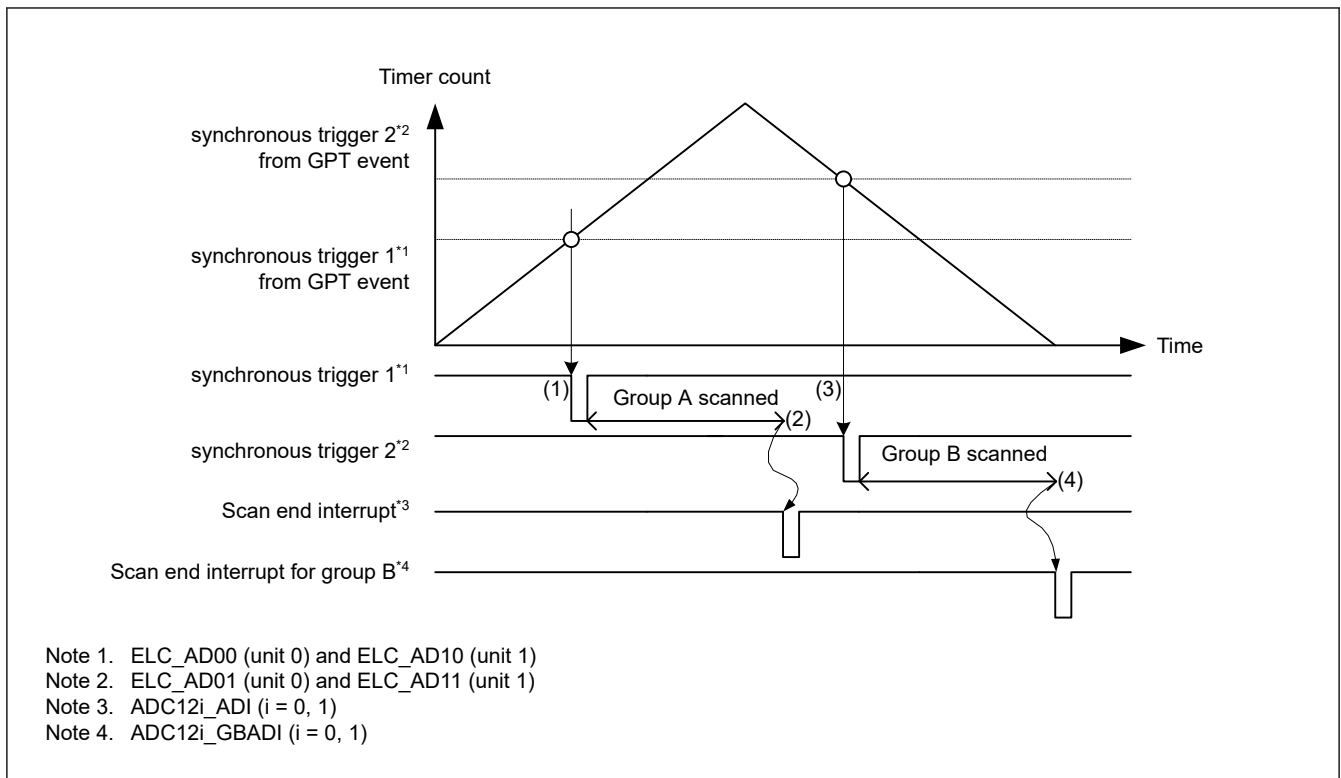 Timer count
synchronous trigger 2*2
from GPT event
synchronous trigger 1*1
from GPT event
Time
synchronous trigger 1*1
(1)
Group A scanned
(2)
(3)
synchronous trigger 2*2
Group B scanned
(4)
Scan end interrupt*3
Scan end interrupt for group B*4
Note 1. ELC_AD00 (unit 0) and ELC_AD10 (unit 1)
Note 2. ELC_AD01 (unit 0) and ELC_AD11 (unit 1)
Note 3. ADC12i_ADI (i = 0, 1)
Note 4. ADC12i_GBADI (i = 0, 1)